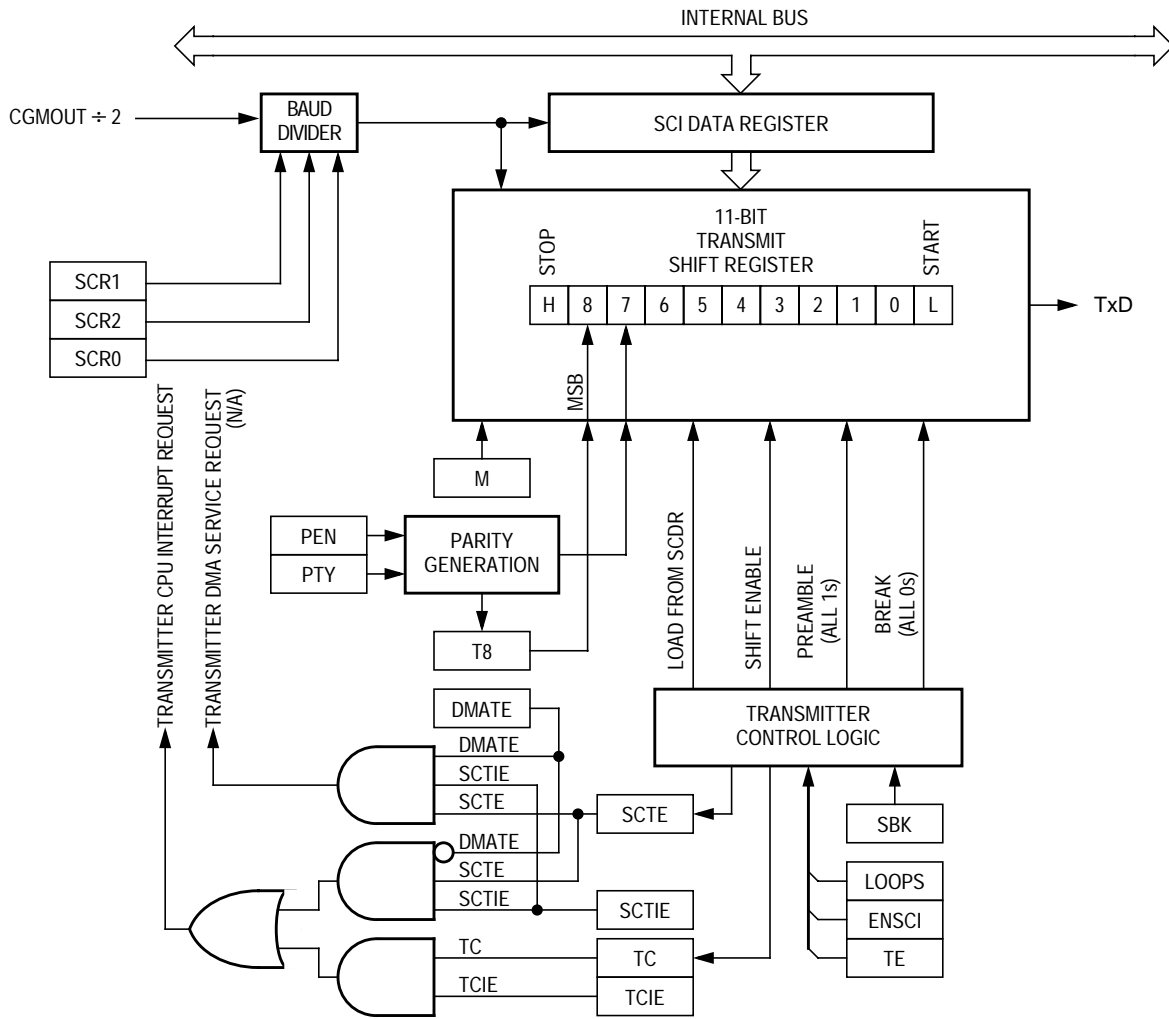 INTERNAL BUS
CGMOUT ÷ 2
BAUD
DIVIDER
SCI DATA REGISTER
11-BIT
TRANSMIT
SHIFT REGISTER
STOP
START
H 8 7 6 5 4 3 2 1 0 L
TxD
SCR1
SCR2
SCR0
MSB
TRANSMITTER CPU INTERRUPT REQUEST
TRANSMITTER DMA SERVICE REQUEST
(N/A)
M
PEN
PTY
PARITY
GENERATION
T8
LOAD FROM SCDR
SHIFT ENABLE
PREAMBLE
(ALL 1s)
BREAK
(ALL 0s)
TRANSMITTER
CONTROL LOGIC
DMATE
DMATE
SCTIE
SCTE
SCTE
SBK
DMATE
SCTE
SCTIE
SCTIE
LOOPS
ENSCI
TE
TC
TC
TCIE
TCIE